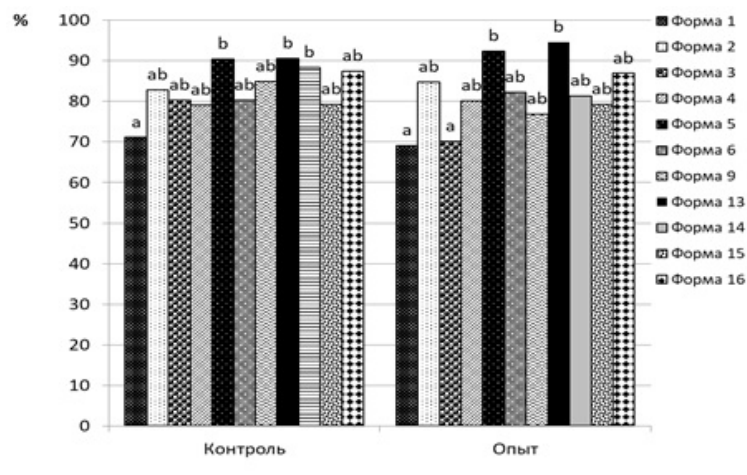 %
100
90
80
70
60
50
40
30
20
10
0
a ab ab ab b ab ab b b ab ab
a ab a ab b ab ab b ab ab ab
Контроль Опыт
Форма 1
Форма 2
Форма 3
Форма 4
Форма 5
Форма 6
Форма 9
Форма 13
Форма 14
Форма 15
Форма 16